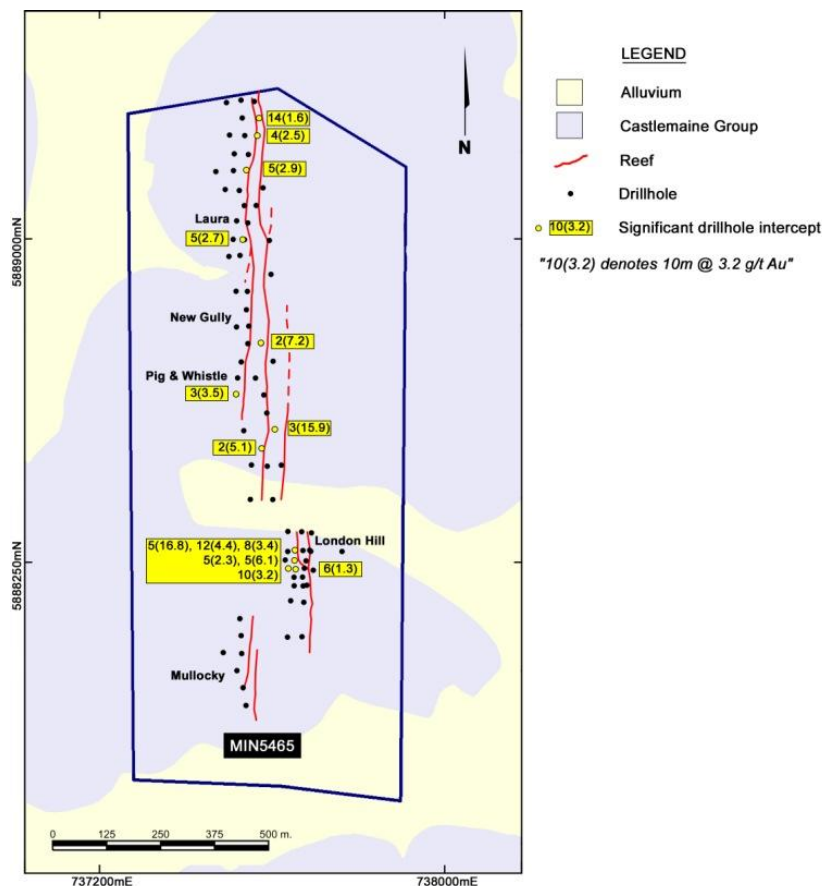 14(1.6)
4(2.5)
5(2.9)
Laura
5(2.7)
New Gully
2(7.2)
Pig & Whistle
3(3.5)
3(15.9)
2(5.1)
London Hill
5(16.8), 12(4.4), 8(3.4)
5(2.3), 5(6.1)
10(3.2)
6(1.3)
Mullocky
MIN5465
0 125 250 375 500 m.
5889000mN
5888250mN
737200mE
738000mE
N
LEGEND
Alluvium
Castlemaine Group
Reef
Drillhole
10(3.2) Significant drillhole intercept
"10(3.2) denotes 10m @ 3.2 g/t Au"